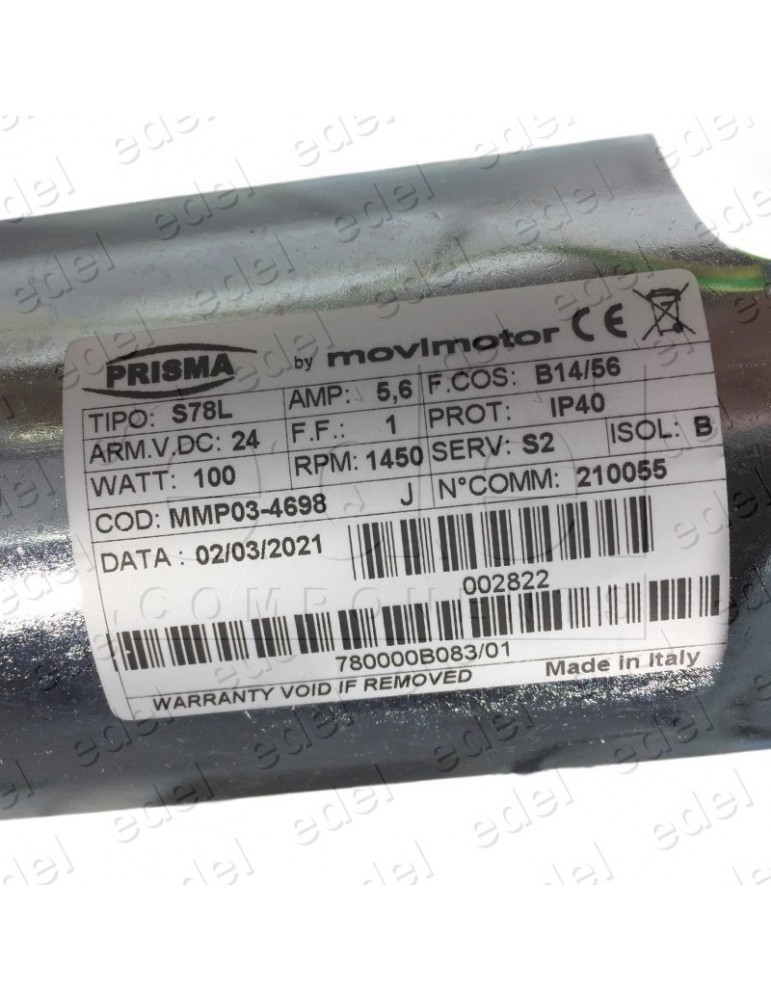 PRISMA by movimotor CE
TIPO: S78L AMP: 5,6 F.COS: B14/56
ARM.V.DC: 24 F.F.: 1 PROT: IP40
WATT: 100 RPM: 1450 SERV: S2 ISOL: B
COD: MMP03-4698 J N°COMM: 210055
DATA : 02/03/2021
002822
780000B083/01
WARRANTY VOID IF REMOVED Made in Italy
edel
COMPONENTS